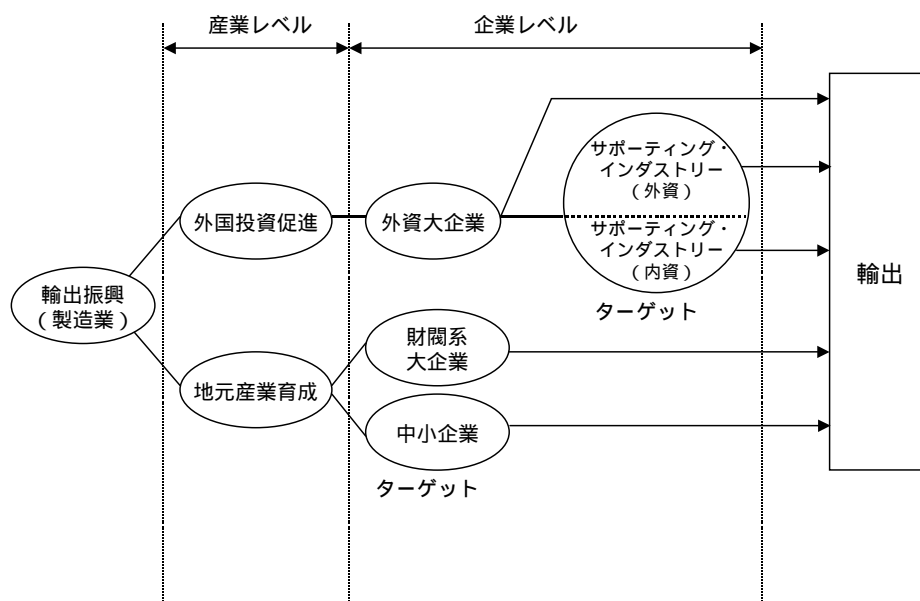 産業レベル
企業レベル
サポーティング・
インダストリー
（外資）
外国投資促進
外資大企業
サポーティング・
インダストリー
（内資）
ターゲット
輸出
輸出振興
（製造業）
財閥系
大企業
地元産業育成
中小企業
ターゲット